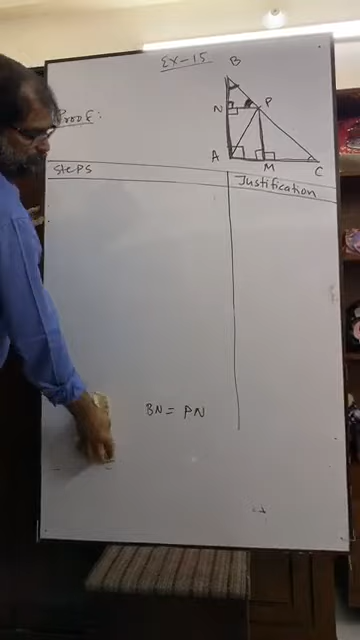 Ex-15
B
Proof:
N P
A M C
Steps Justification
BN = PN